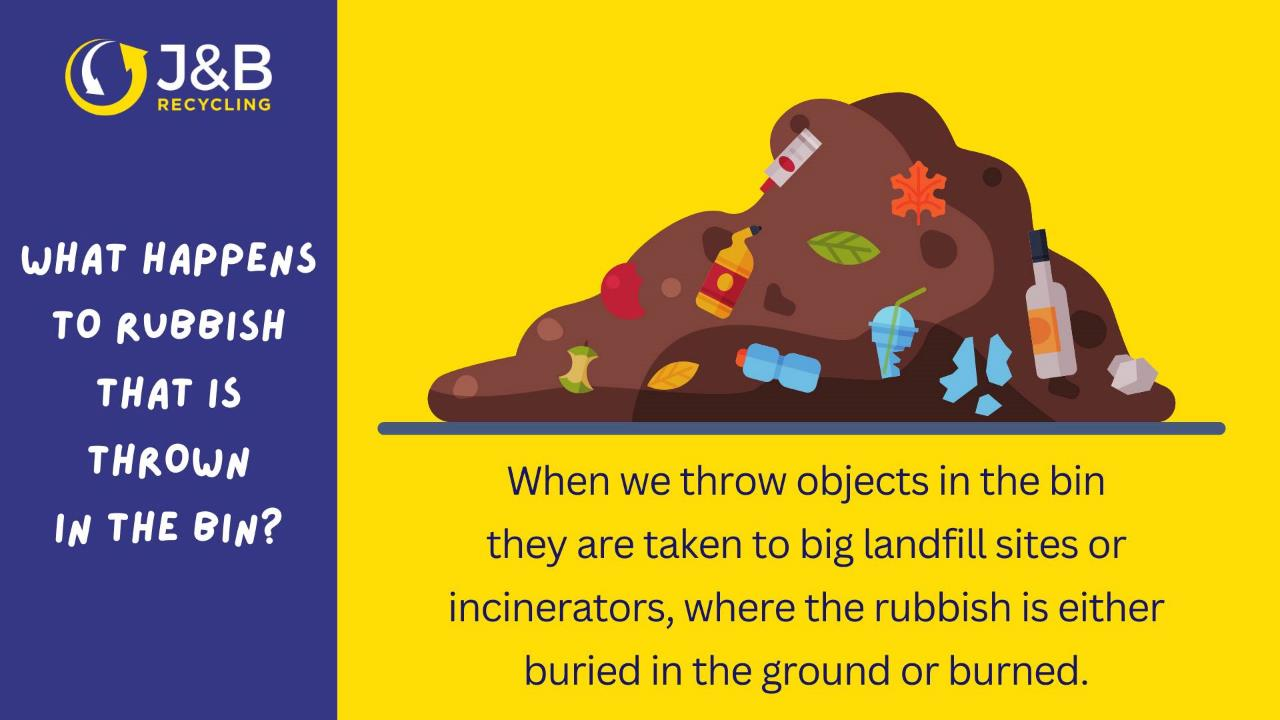 J&B
RECYCLING
WHAT HAPPENS
TO RUBBISH
THAT IS
THROWN
IN THE BIN?
When we throw objects in the bin
they are taken to big landfill sites or
incinerators, where the rubbish is either
buried in the ground or burned.